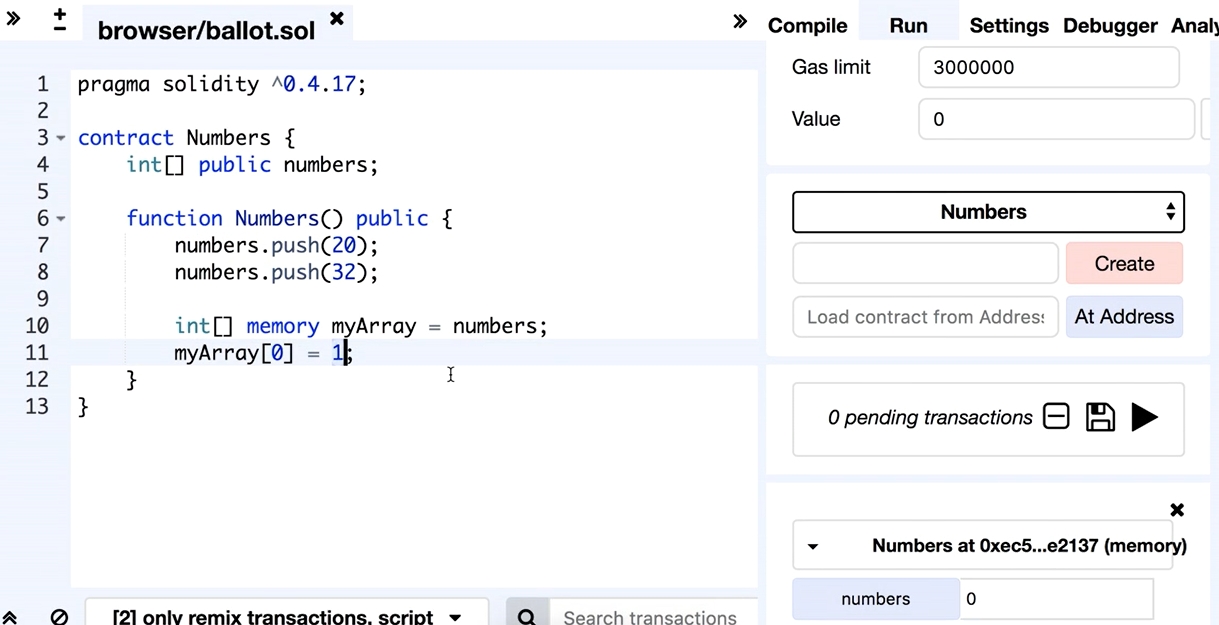 browser/ballot.sol
Compile Run Settings Debugger Analy
1 pragma solidity ^0.4.17;
2
3 contract Numbers {
4 int[] public numbers;
5
6 function Numbers() public {
7 numbers.push(20);
8 numbers.push(32);
9
10 int[] memory myArray = numbers;
11 myArray[0] = 1;
12 }
13 }
Gas limit 3000000
Value 0
Numbers
Create
Load contract from Address At Address
0 pending transactions
Numbers at 0xec5...e2137 (memory)
numbers 0
[2] only remix transactions, script
Search transactions